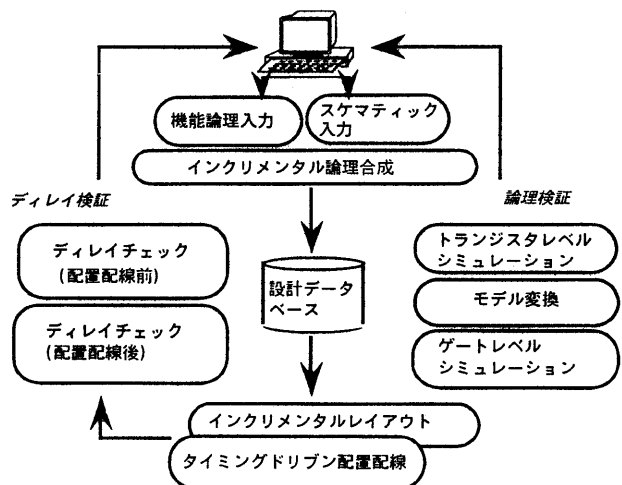 機能論理入力
スケマティック
入力
インクリメンタル論理合成
ディレイ検証
論理検証
ディレイチェック
(配置配線前)
ディレイチェック
(配置配線後)
設計データ
ベース
トランジスタレベル
シミュレーション
モデル変換
ゲートレベル
シミュレーション
インクリメンタルレイアウト
タイミングドリブン配置配線